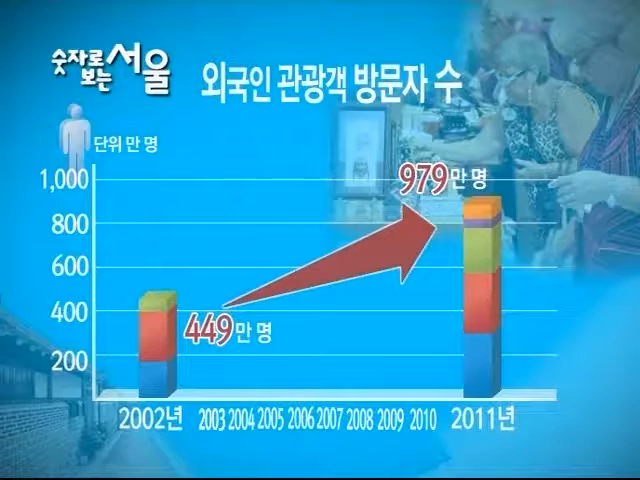 숫자로
보는 서울
외국인 관광객 방문자 수
단위 만 명
1,000
800
600
400
200
979만 명
449만 명
2002년 2003 2004 2005 2006 2007 2008 2009 2010 2011년